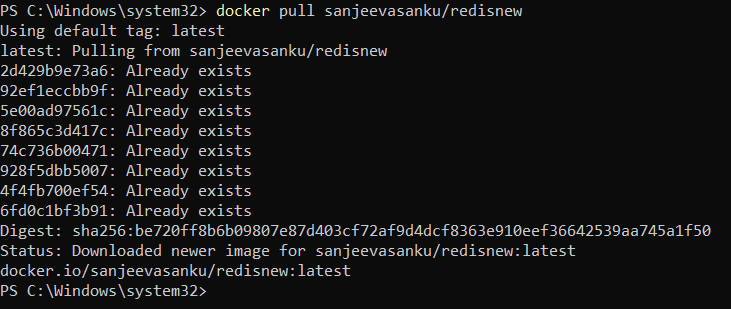 PS C:\Windows\system32> docker pull sanjeevasanku/redisnew
Using default tag: latest
latest: Pulling from sanjeevasanku/redisnew
2d429b9e73a6: Already exists
92ef1eccbb9f: Already exists
5e00ad97561c: Already exists
8f865c3d417c: Already exists
74c736b00471: Already exists
928f5dbb5007: Already exists
4f4fb700ef54: Already exists
6fd0c1bf3b91: Already exists
Digest: sha256:be720ff8b6b09807e87d403cf72af9d4dcf8363e910eef36642539aa745a1f50
Status: Downloaded newer image for sanjeevasanku/redisnew:latest
docker.io/sanjeevasanku/redisnew:latest
PS C:\Windows\system32>